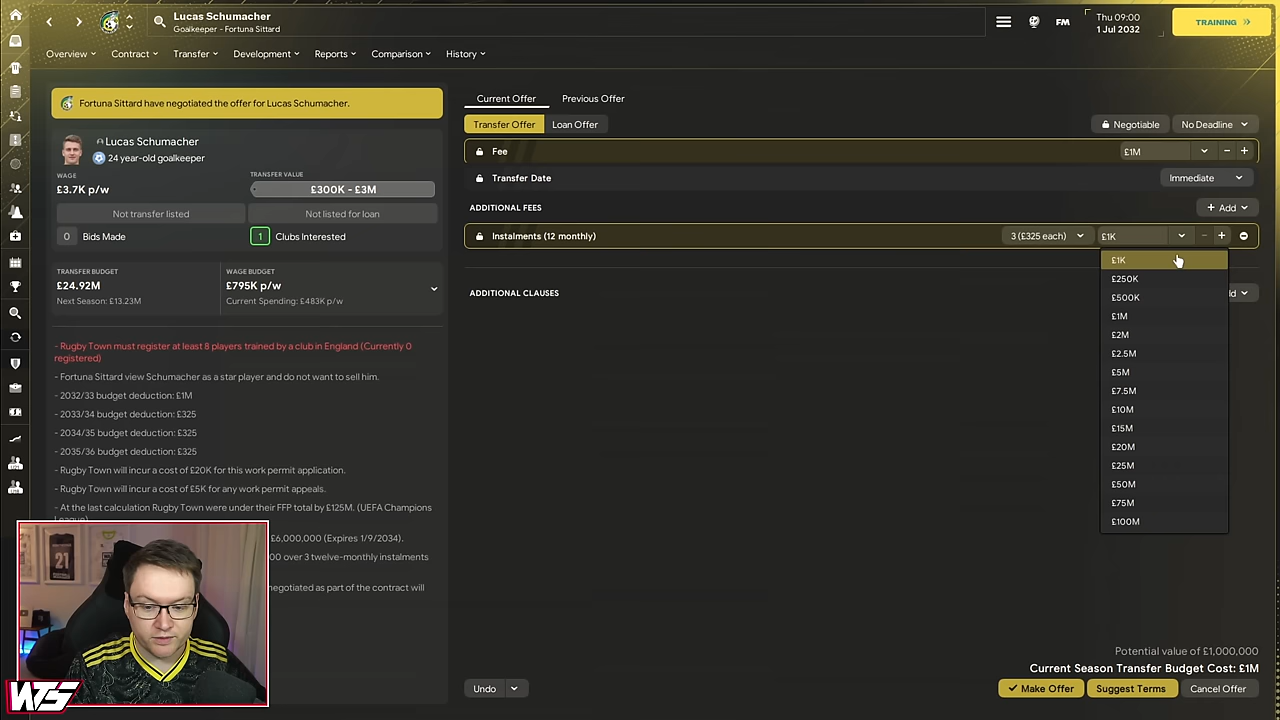 Lucas Schumacher
Goalkeeper - Fortuna Sittard
FM
Thu 09:00
1 Jul 2032
TRAINING
Overview
Contract
Transfer
Development
Reports
Comparison
History
Fortuna Sittard have negotiated the offer for Lucas Schumacher.
Lucas Schumacher
24 year-old goalkeeper
WAGE
TRANSFER VALUE
£3.7K p/w
£300K - £3M
Not transfer listed
Not listed for loan
0 Bids Made
1 Clubs Interested
TRANSFER BUDGET
WAGE BUDGET
£24.92M
£795K p/w
Next Season: £13.23M
Current Spending: £483K p/w
- Rugby Town must register at least 8 players trained by a club in England (Currently 0
registered)
- Fortuna Sittard view Schumacher as a star player and do not want to sell him.
- 2032/33 budget deduction: £1M
- 2033/34 budget deduction: £325
- 2034/35 budget deduction: £325
- 2035/36 budget deduction: £325
- Rugby Town will incur a cost of £20K for this work permit application.
- Rugby Town will incur a cost of £5K for any work permit appeals.
- At the last calculation Rugby Town were under their FFP total by £125M. (UEFA Champions
£6,000,000 (Expires 1/9/2034).
00 over 3 twelve-monthly instalments
negotiated as part of the contract will
21
WTS
Current Offer
Previous Offer
Transfer Offer
Loan Offer
Negotiable
No Deadline
Fee
£1M
Transfer Date
Immediate
ADDITIONAL FEES
+ Add
Instalments (12 monthly)
3 (£325 each)
£1K
£1K
£250K
ADDITIONAL CLAUSES
£500K
£1M
£2M
£2.5M
£5M
£7.5M
£10M
£15M
£20M
£25M
£50M
£75M
£100M
Potential value of £1,000,000
Current Season Transfer Budget Cost: £1M
Undo
Make Offer
Suggest Terms
Cancel Offer